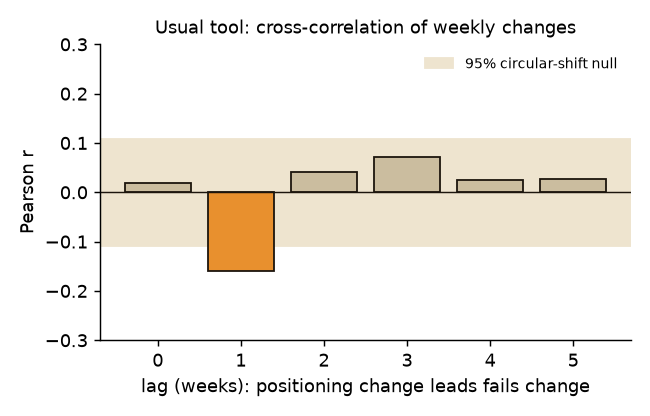 Usual tool: cross-correlation of weekly changes
95% circular-shift null
Pearson r
0.3
0.2
0.1
0.0
−0.1
−0.2
−0.3
0 1 2 3 4 5
lag (weeks): positioning change leads fails change